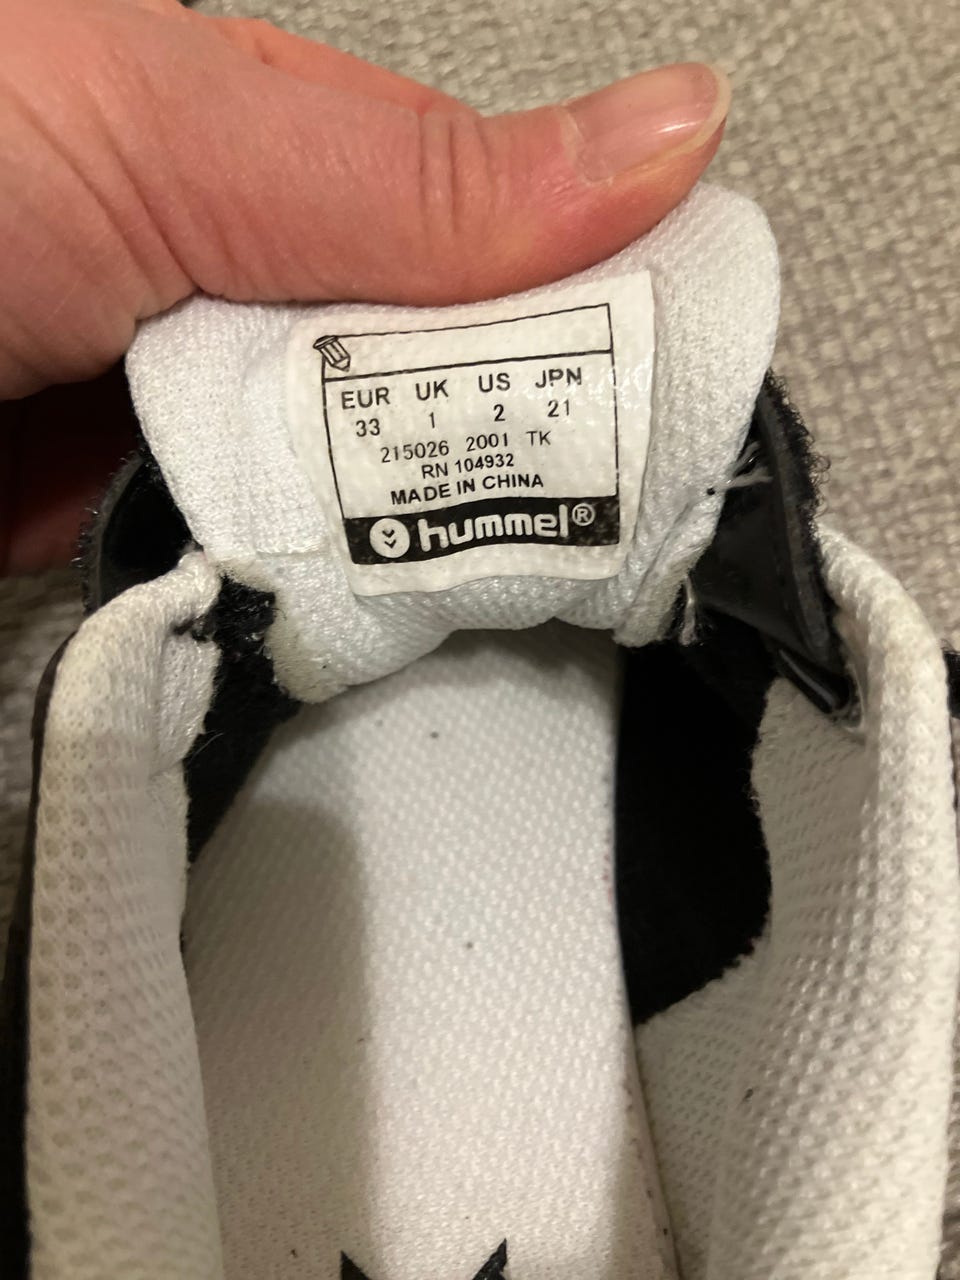 EUR UK US JPN
33 1 2 21
215026 2001 TK
RN 104932
MADE IN CHINA
hummel®